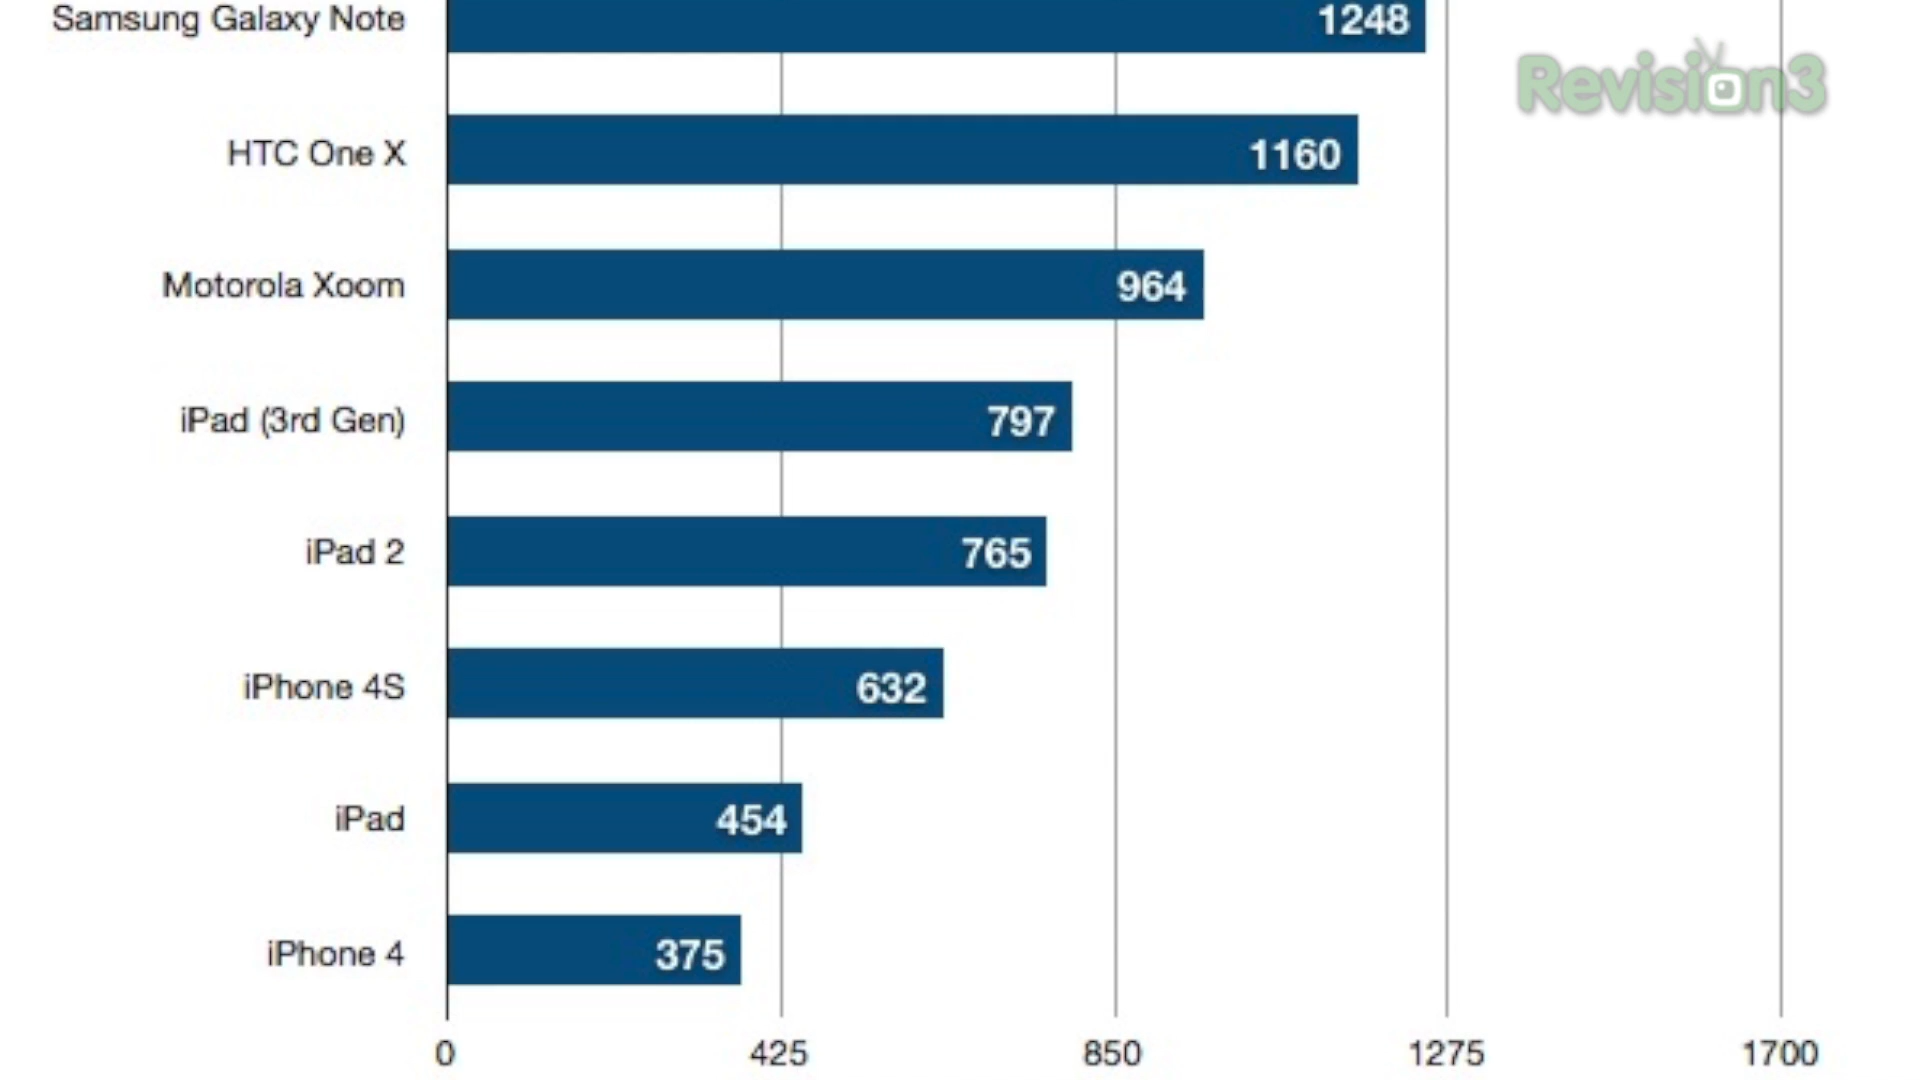 Samsung Galaxy Note 1248
Revision3
HTC One X 1160
Motorola Xoom 964
iPad (3rd Gen) 797
iPad 2 765
iPhone 4S 632
iPad 454
iPhone 4 375
0 425 850 1275 1700